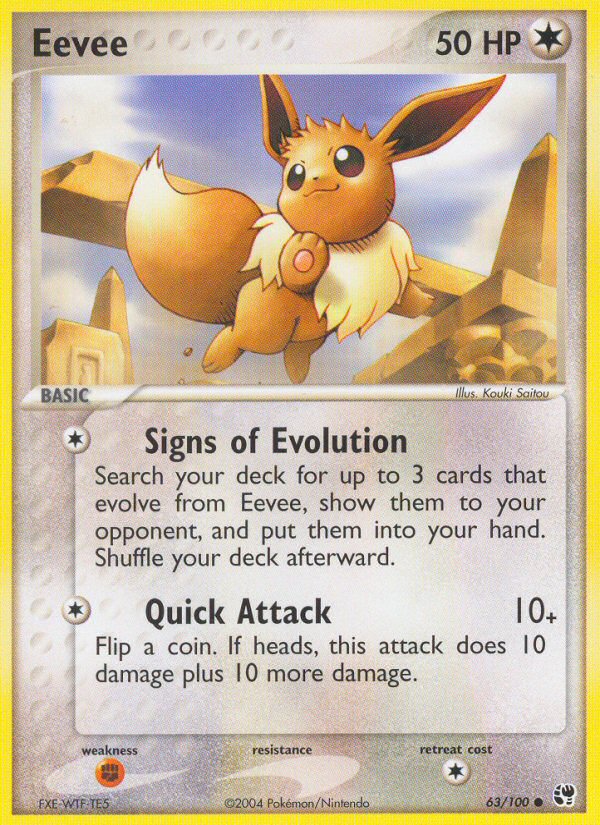 Eevee 50 HP
BASIC
Illus. Kouki Saitou
Signs of Evolution
Search your deck for up to 3 cards that
evolve from Eevee, show them to your
opponent, and put them into your hand.
Shuffle your deck afterward.
Quick Attack 10+
Flip a coin. If heads, this attack does 10
damage plus 10 more damage.
weakness resistance retreat cost
FXE-WTF-TE5 ©2004 Pokémon/Nintendo 63/100